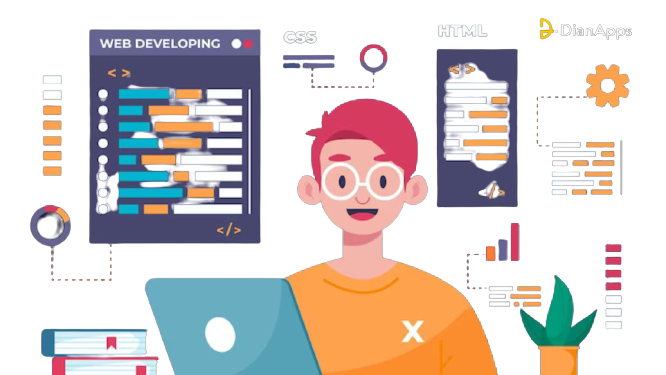 WEB DEVELOPING
CSS
HTML
DianApps
< >
</>
</>
X